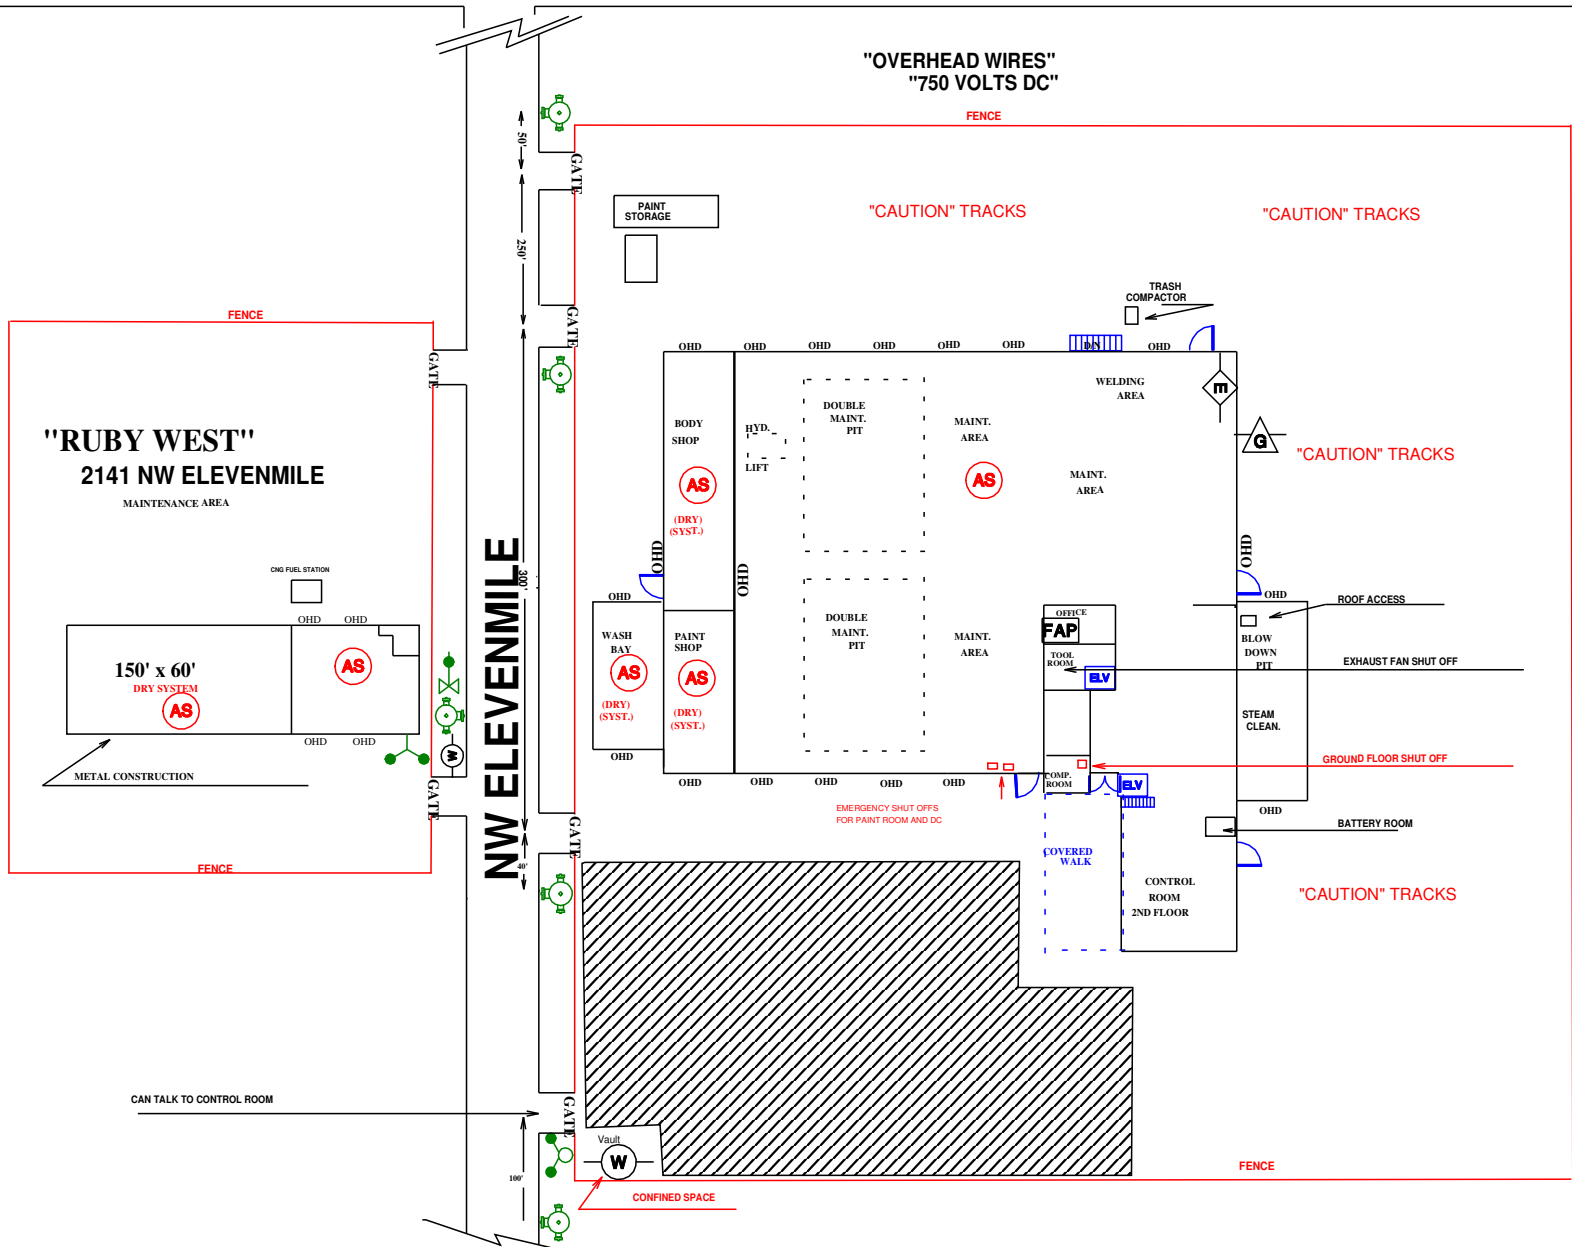 "OVERHEAD WIRES"
"750 VOLTS DC"
FENCE
50'
GATE
PAINT
STORAGE
"CAUTION" TRACKS
"CAUTION" TRACKS
250'
TRASH
COMPACTOR
FENCE
GATE
GATE
OHD
OHD
OHD
OHD
OHD
OHD
D/N
OHD
WELDING
AREA
E
BODY
SHOP
HYD.
LIFT
DOUBLE
MAINT.
PIT
MAINT.
AREA
G
"RUBY WEST"
2141 NW ELEVENMILE
MAINTENANCE AREA
"CAUTION" TRACKS
AS
AS
MAINT.
AREA
(DRY)
(SYST.)
NW ELEVENMILE
300'
OHD
OHD
OHD
CNG FUEL STATION
OHD
OHD
ROOF ACCESS
OHD
OHD
WASH
BAY
PAINT
SHOP
DOUBLE
MAINT.
PIT
MAINT.
AREA
OFFICE
FAP
TOOL
ROOM
ELV
BLOW
DOWN
PIT
EXHAUST FAN SHUT OFF
150' x 60'
DRY SYSTEM
AS
AS
AS
AS
(DRY)
(SYST.)
(DRY)
(SYST.)
STEAM
CLEAN.
OHD
OHD
W
OHD
GROUND FLOOR SHUT OFF
METAL CONSTRUCTION
GATE
OHD
OHD
OHD
OHD
OHD
COMP.
ROOM
ELV
EMERGENCY SHUT OFFS
FOR PAINT ROOM AND DC
OHD
BATTERY ROOM
GATE
40'
FENCE
COVERED
WALK
CONTROL
ROOM
2ND FLOOR
"CAUTION" TRACKS
CAN TALK TO CONTROL ROOM
GATE
Vault
W
100'
FENCE
CONFINED SPACE